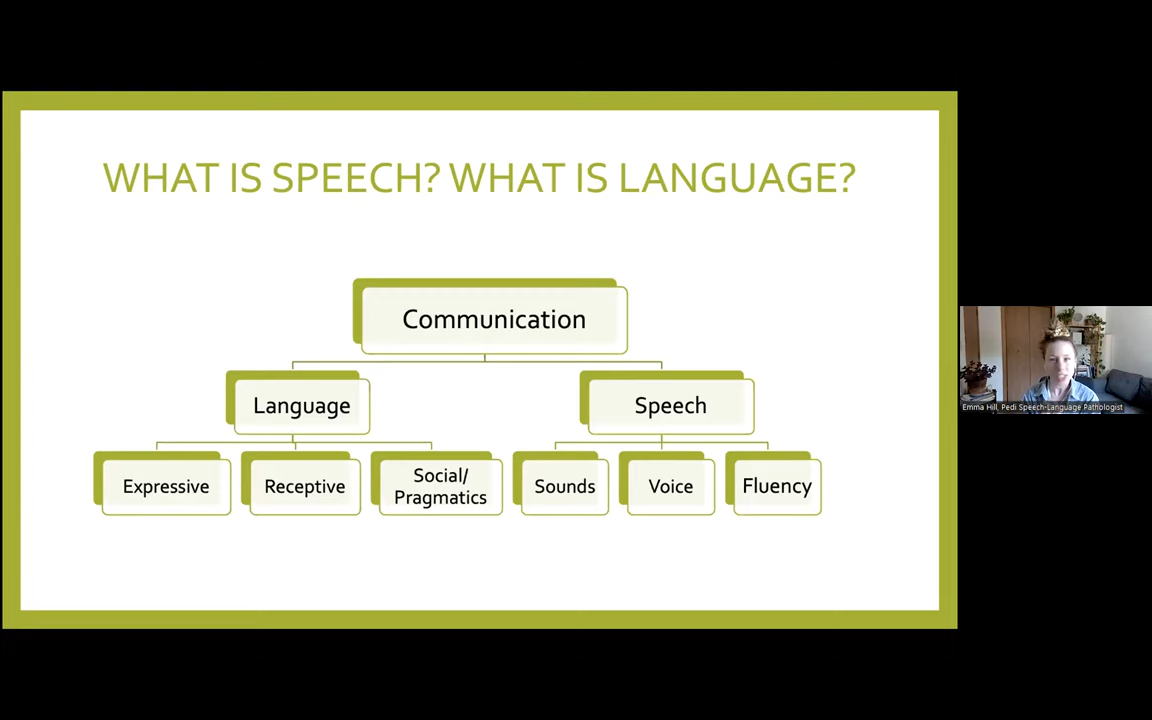 WHAT IS SPEECH? WHAT IS LANGUAGE?
Communication
Language
Speech
Expressive
Receptive
Social/
Pragmatics
Sounds
Voice
Fluency
Emma Hill, Pedi Speech-Language Pathologist